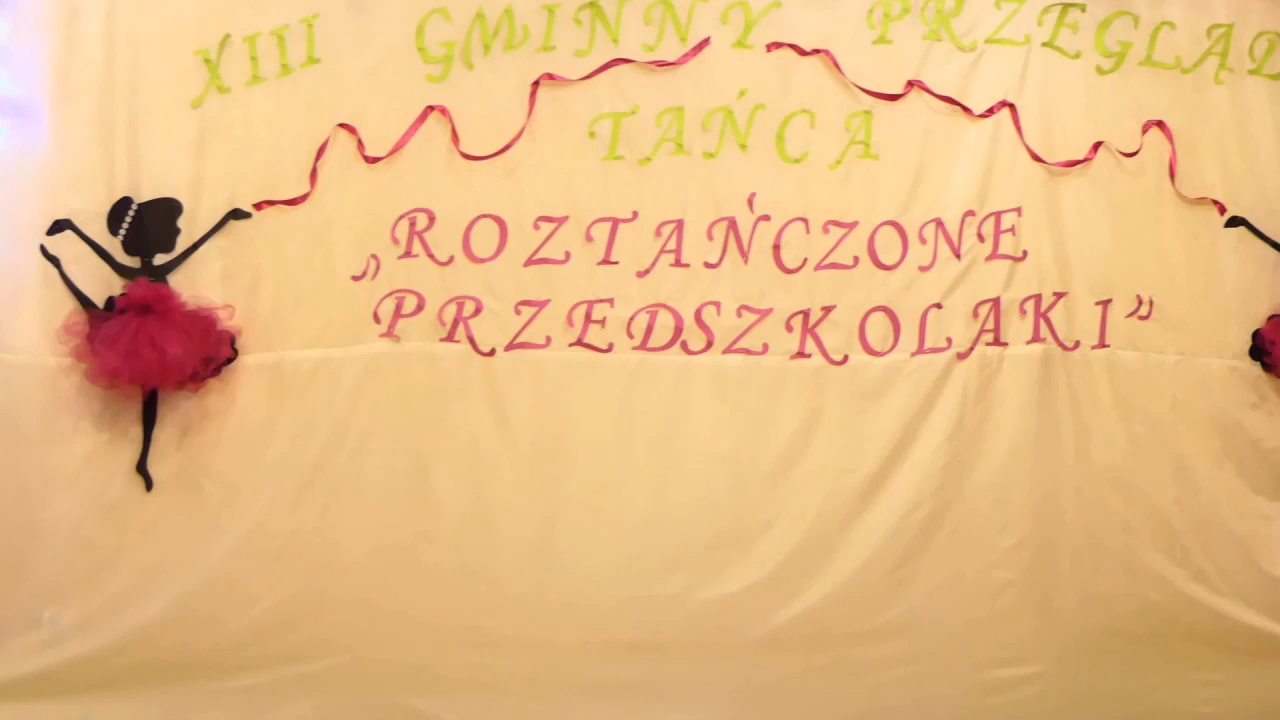 XIII GMINNY PRZEGLĄD
TAŃCA
„ROZTAŃCZONE
PRZEDSZKOLAKI”